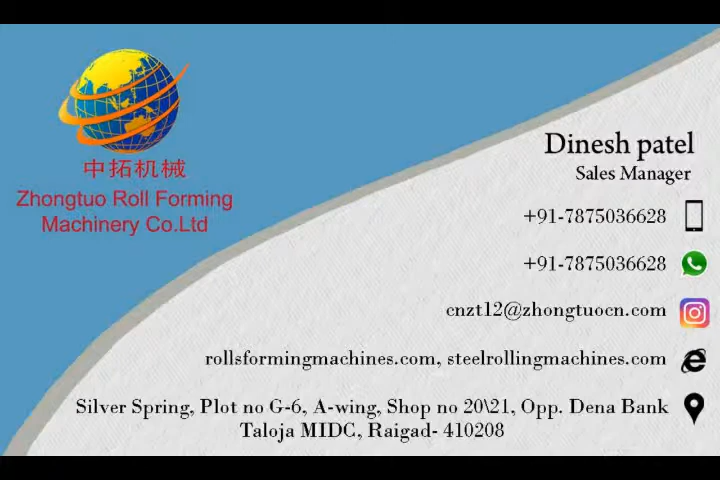 中拓机械
Zhongtuo Roll Forming
Machinery Co.Ltd
Dinesh patel
Sales Manager
+91-7875036628
+91-7875036628
cnzt12@zhongtuocn.com
rollsformingmachines.com, steelrollingmachines.com
Silver Spring, Plot no G-6, A-wing, Shop no 20\21, Opp. Dena Bank
Taloja MIDC, Raigad- 410208